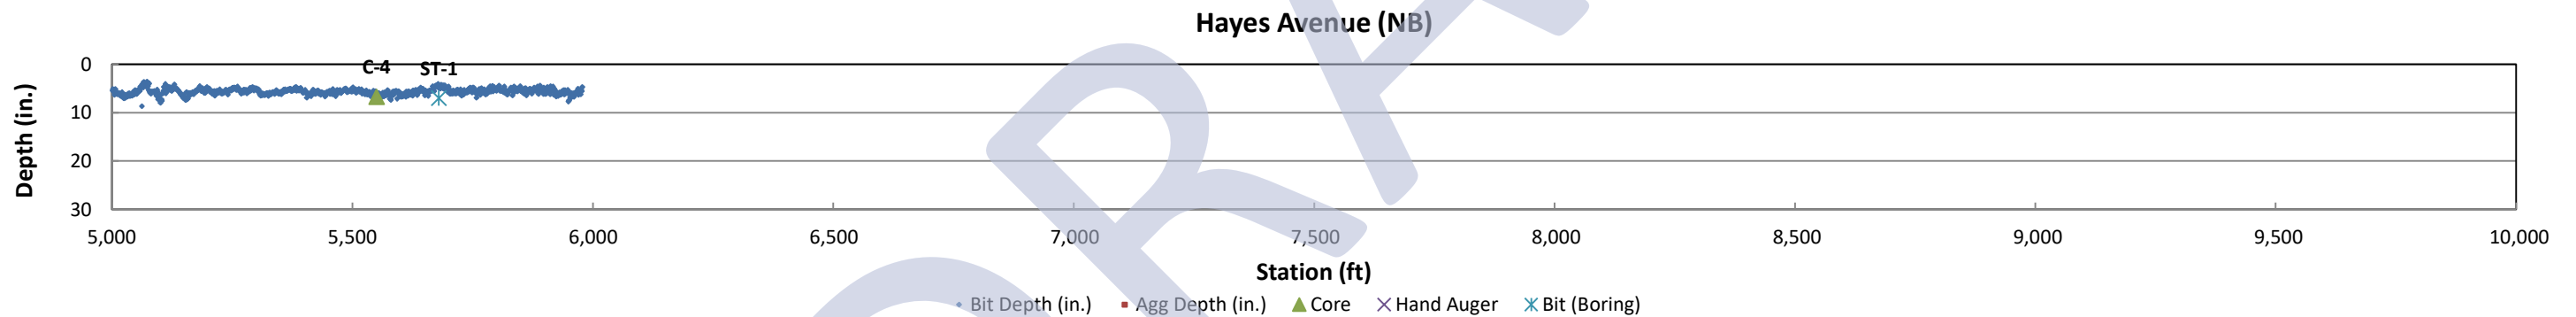 Hayes Avenue (NB)
Depth (in.)
0
10
20
30
C-4 ST-1
5,000 5,500 6,000 6,500 7,000 7,500 8,000 8,500 9,000 9,500 10,000
Station (ft)
Bit Depth (in.) Agg Depth (in.) Core Hand Auger Bit (Boring)